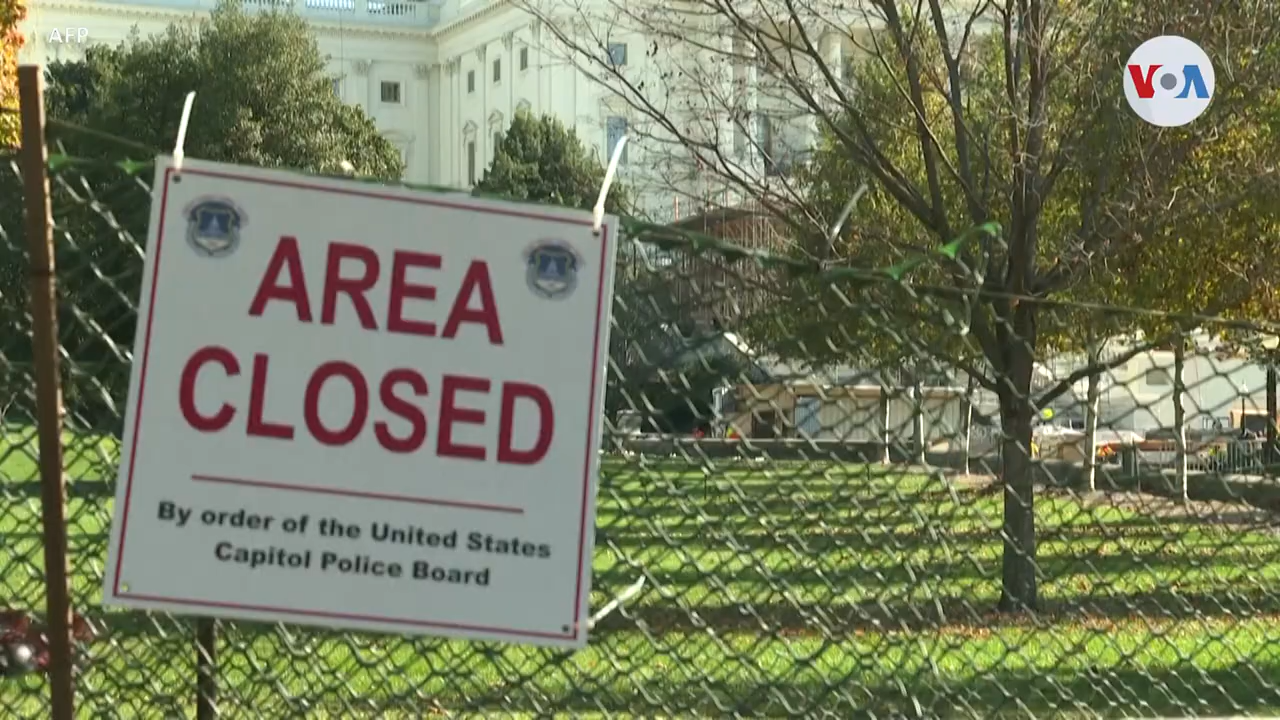 AFP
VOA
AREA
CLOSED
By order of the United States
Capitol Police Board